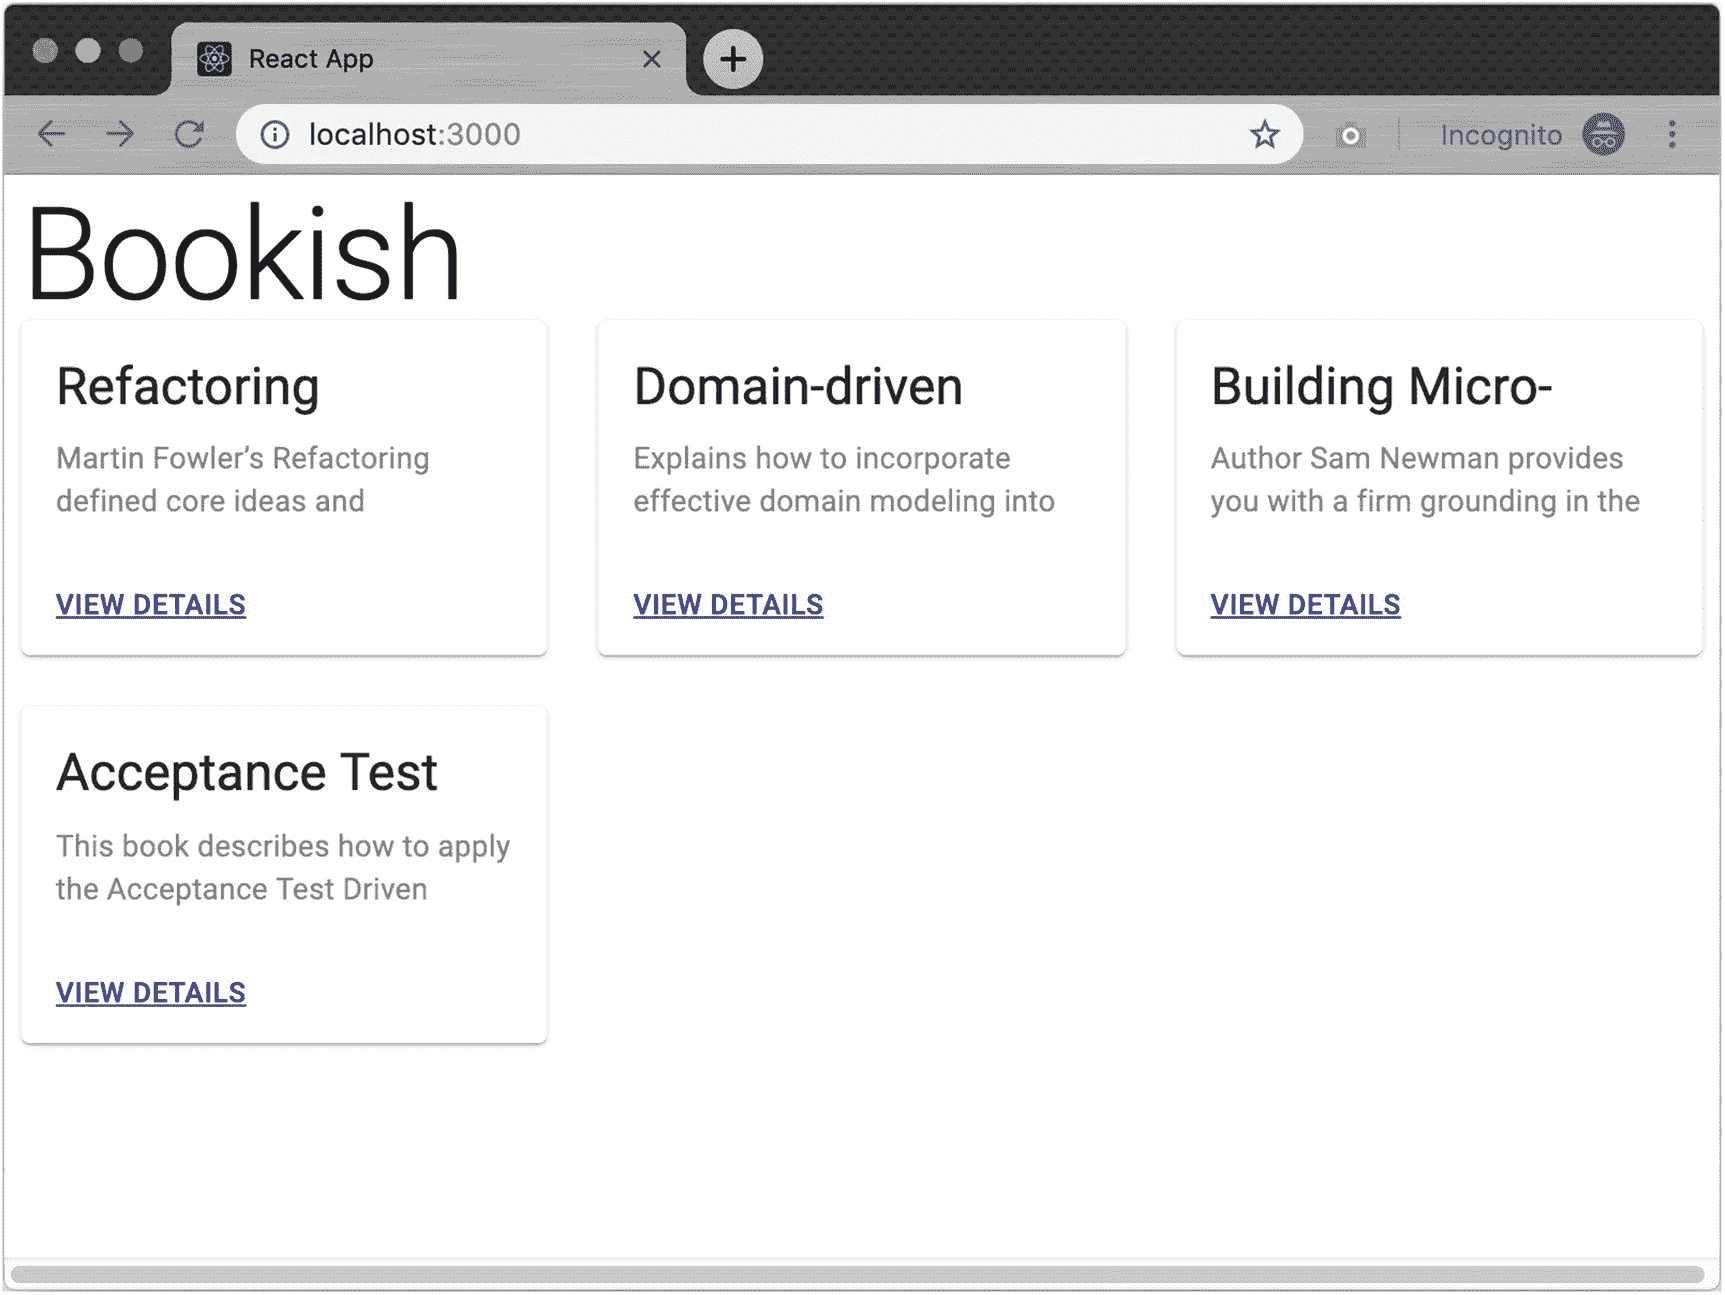 React App
localhost:3000
Incognito
Bookish
Refactoring
Martin Fowler’s Refactoring
defined core ideas and
VIEW DETAILS
Domain-driven
Explains how to incorporate
effective domain modeling into
VIEW DETAILS
Building Micro-
Author Sam Newman provides
you with a firm grounding in the
VIEW DETAILS
Acceptance Test
This book describes how to apply
the Acceptance Test Driven
VIEW DETAILS